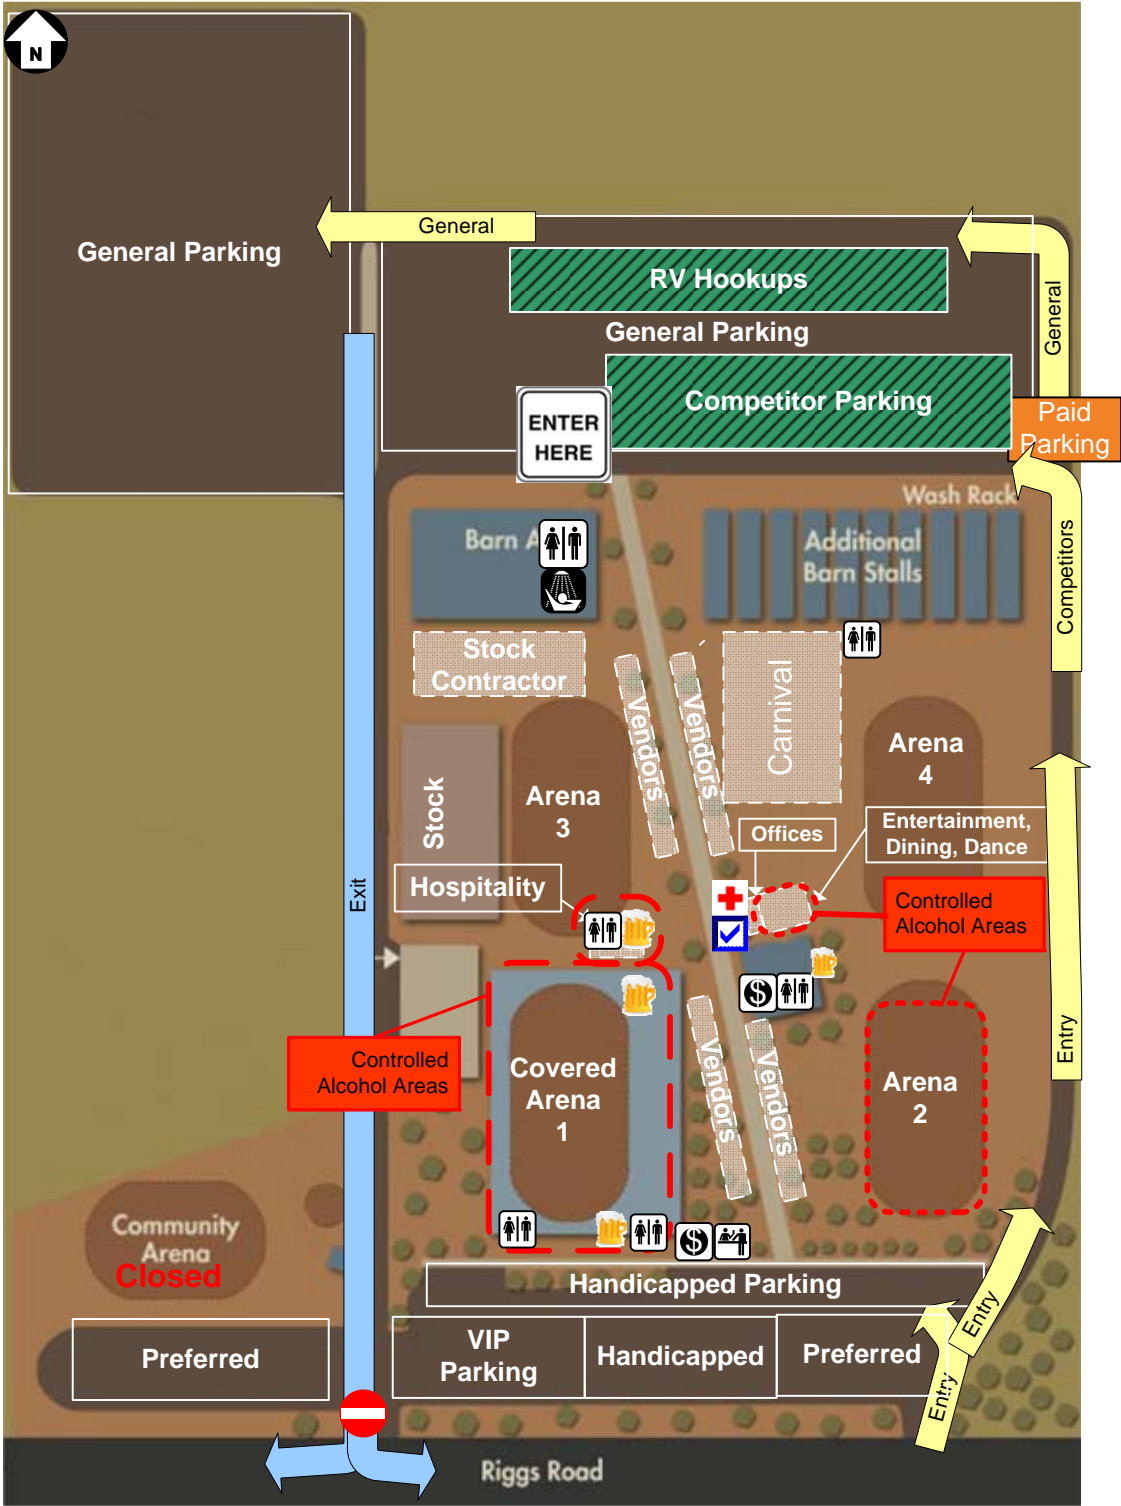 N
General
General Parking
RV Hookups
General Parking
General
Competitor Parking
Paid
Parking
ENTER
HERE
Wash Rack
Barn A
Additional
Barn Stalls
Competitors
Stock
Contractor
Vendors
Vendors
Carnival
Arena
4
Stock
Arena
3
Offices
Entertainment,
Dining, Dance
Hospitality
Exit
Controlled
Alcohol Areas
$
Entry
Controlled
Alcohol Areas
Covered
Arena
1
Vendors
Vendors
Arena
2
Community
Arena
Closed
$
Handicapped Parking
Entry
Preferred
VIP
Parking
Handicapped
Preferred
Entry
Riggs Road